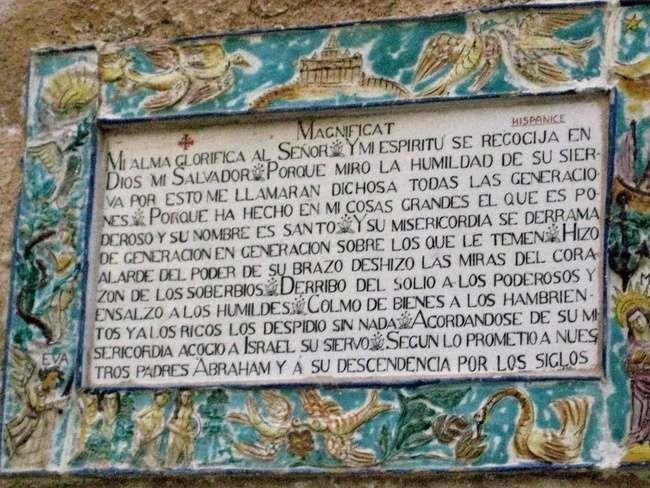 MAGNIFICAT
HISPANICE
MI ALMA GLORIFICA AL SEÑOR Y MI ESPIRITU SE REGOCIJA EN
DIOS MI SALVADOR PORQUE MIRO LA HUMILDAD DE SU SIER-
VA POR ESTO ME LLAMARAN DICHOSA TODAS LAS GENERACIO-
NES PORQUE HA HECHO EN MI COSAS GRANDES EL QUE ES PO
DEROSO Y SU NOMBRE ES SANTO Y SU MISERICORDIA SE DERRAMA
DE GENERACION EN GENERACION SOBRE LOS QUE LE TEMEN HIZO
ALARDE DEL PODER DE SU BRAZO DESHIZO LAS MIRAS DEL CORA-
ZON DE LOS SOBERBIOS DERRIBO DEL SOLIO A LOS PODEROSOS Y
ENSALZO A LOS HUMILDES COLMO DE BIENES A LOS HAMBRIEN-
TOS Y A LOS RICOS LOS DESPIDIO SIN NADA ACORDANDOSE DE SU MI
SERICORDIA ACOGIO A ISRAEL SU SIERVO SEGUN LO PROMETIO A NUES
TROS PADRES ABRAHAM Y A SU DESCENDENCIA POR LOS SIGLOS
EVA